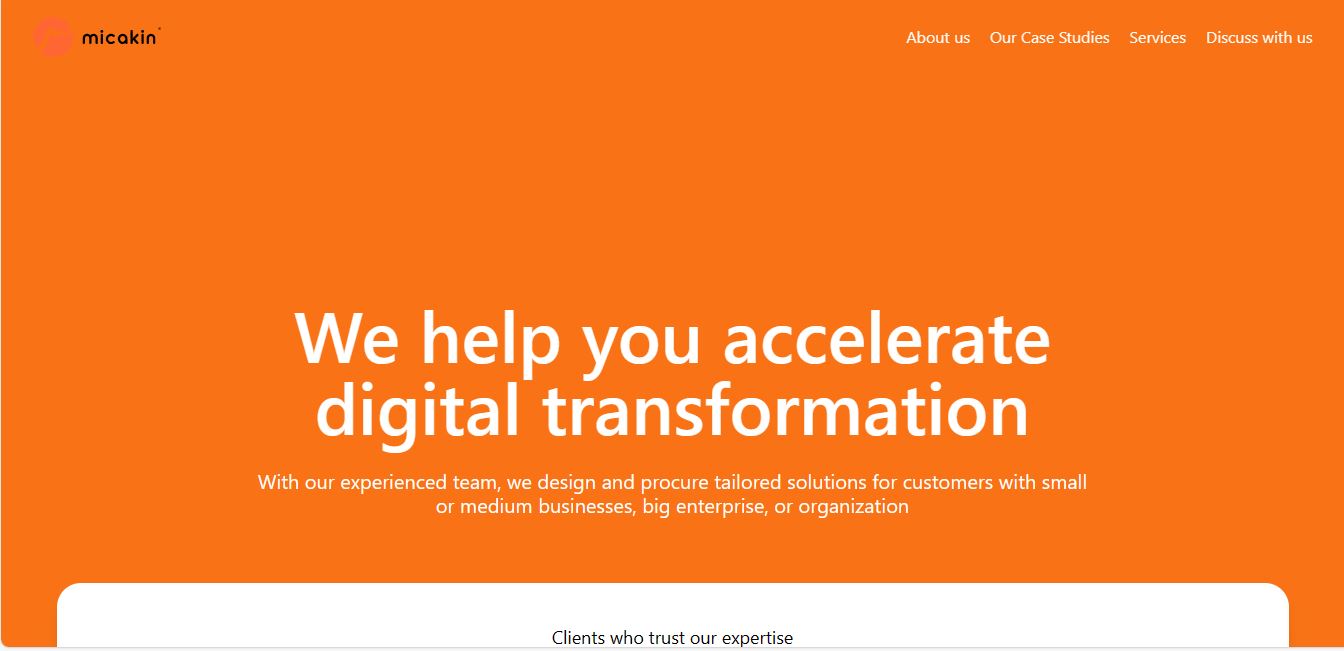 micakin
About us
Our Case Studies
Services
Discuss with us
We help you accelerate
digital transformation
With our experienced team, we design and procure tailored solutions for customers with small
or medium businesses, big enterprise, or organization
Clients who trust our expertise